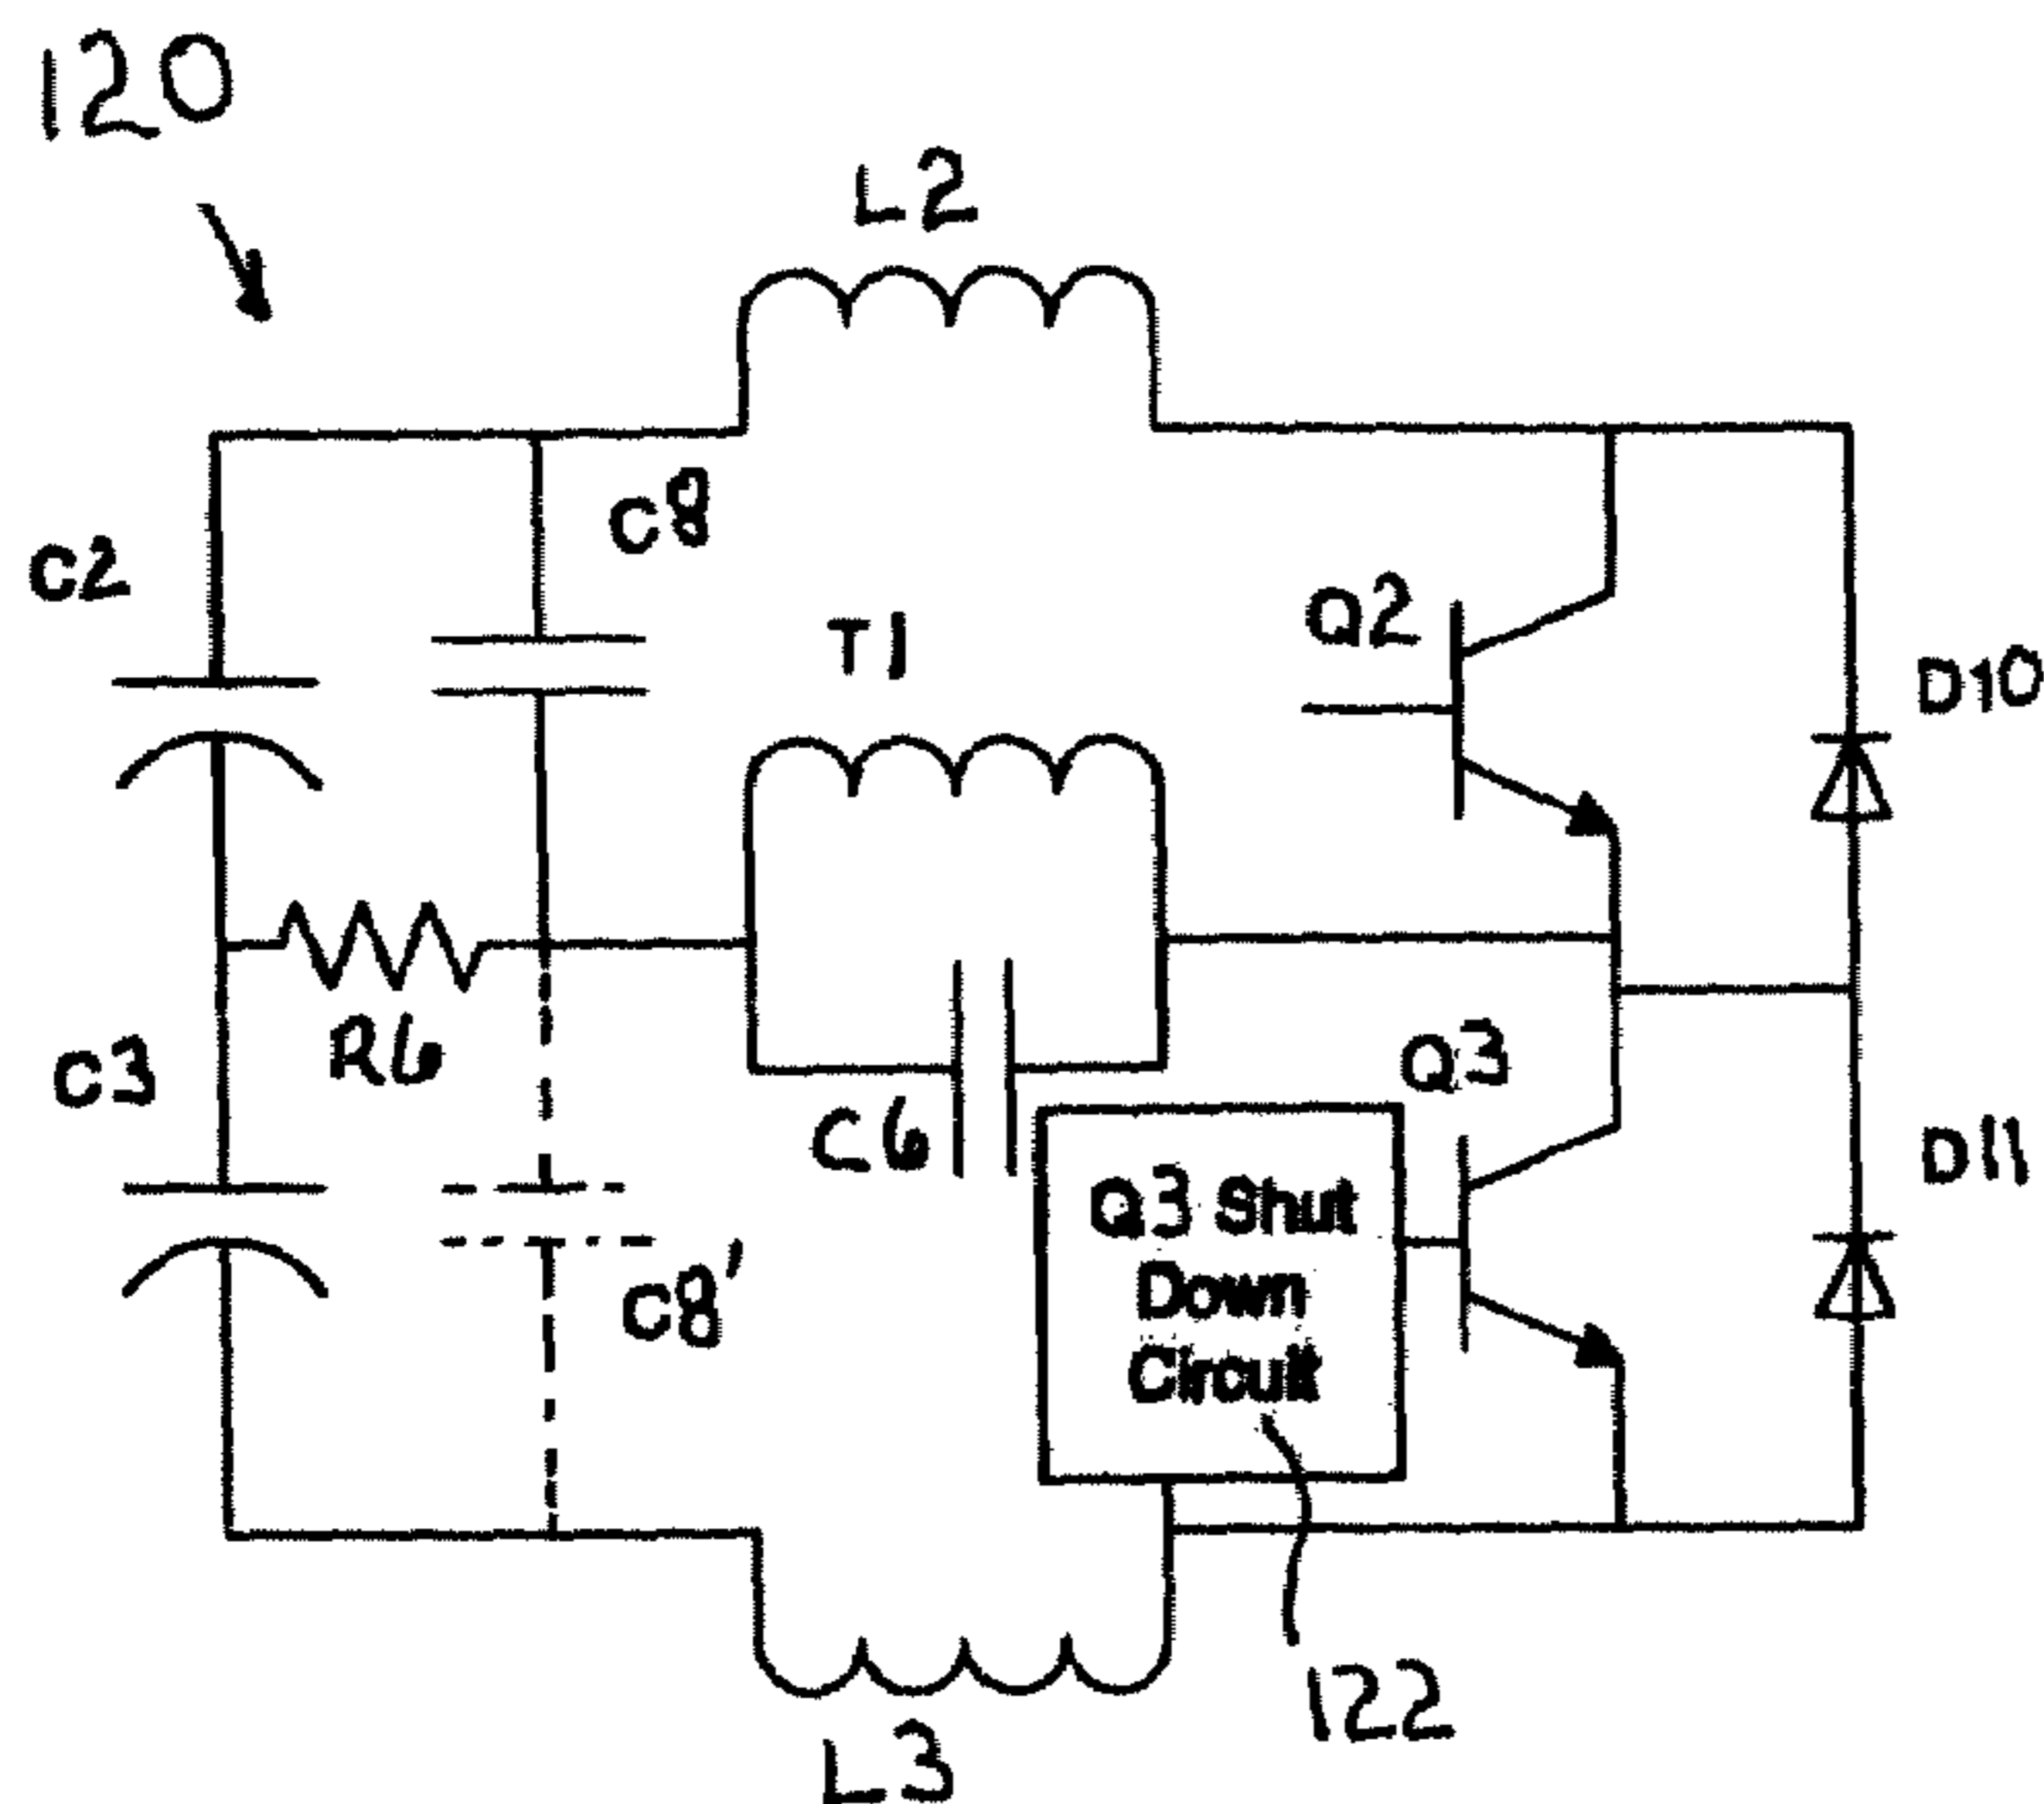 120
L2
C8
C2
T1
Q2
D10
R6
C3
Q3
C6
D11
Q3 Shut
Down
Circuit
C8'
122
L3